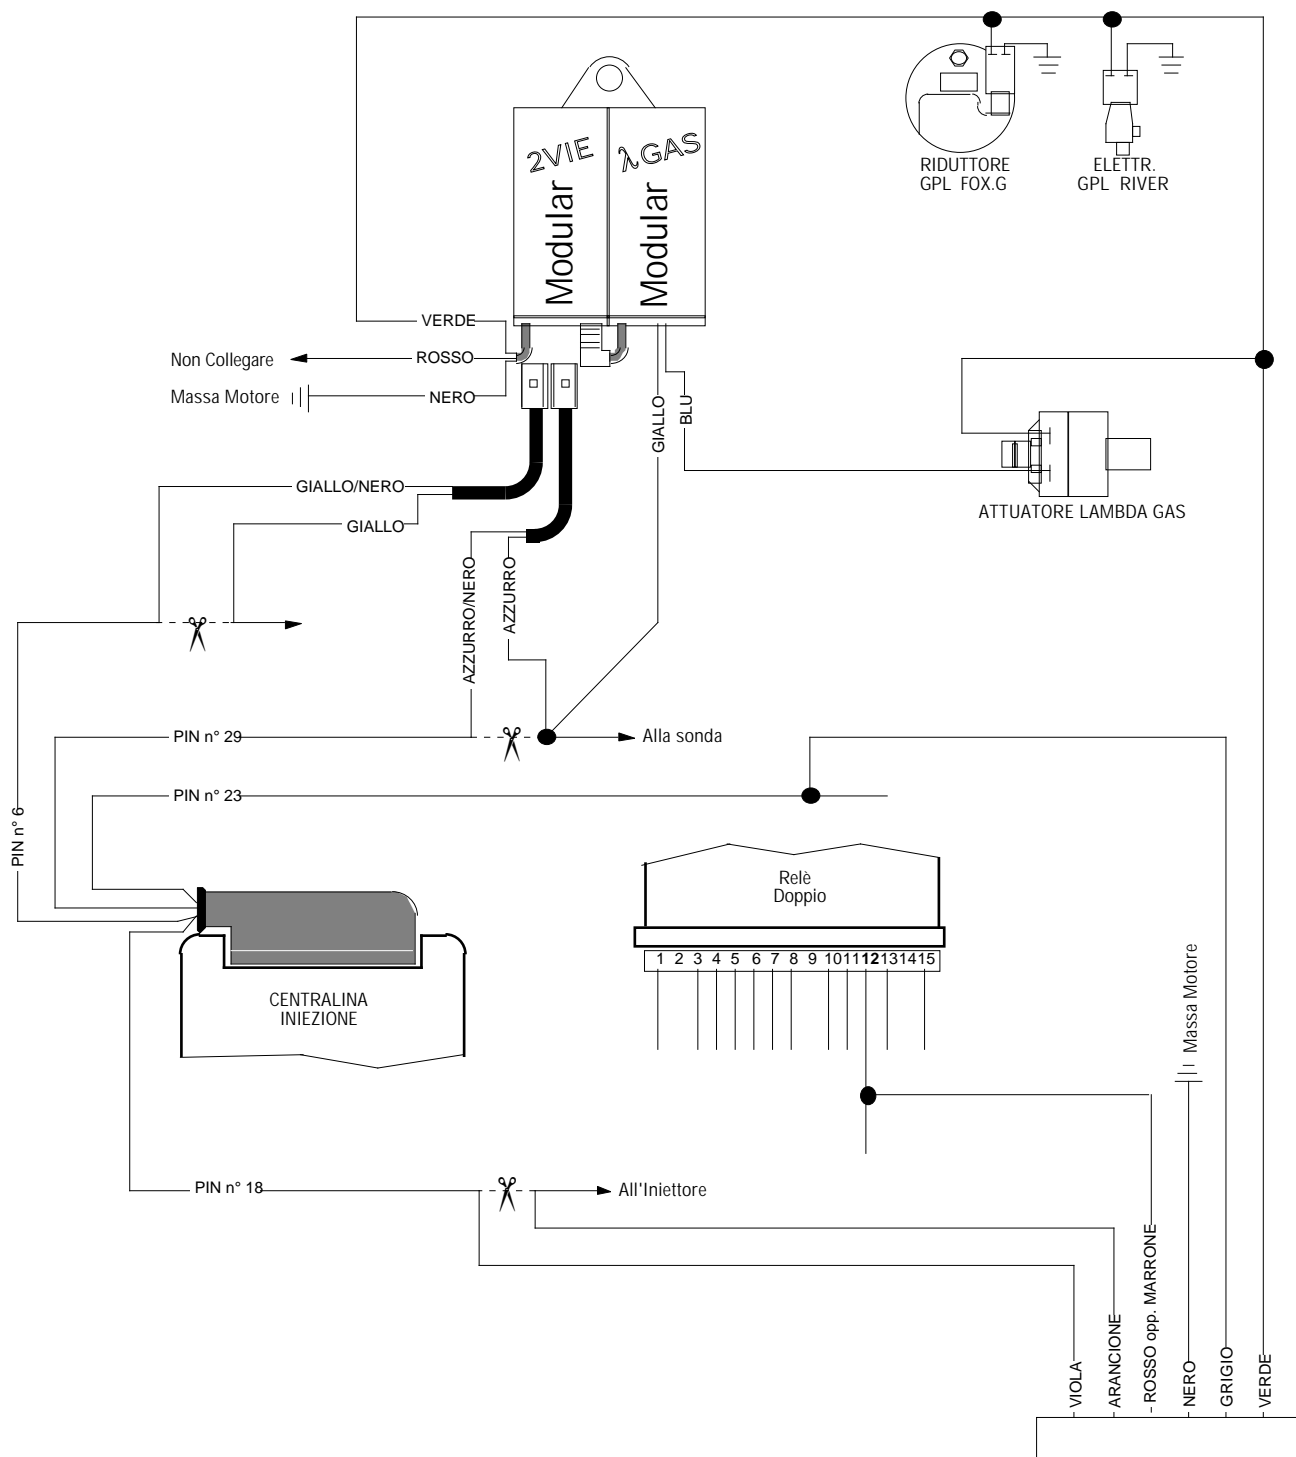 2VIE
Modular
λGAS
Modular
RIDUTTORE
GPL FOX.G
ELETTR.
GPL RIVER
VERDE
Non Collegare
ROSSO
Massa Motore
NERO
GIALLO
BLU
GIALLO/NERO
GIALLO
ATTUATORE LAMBDA GAS
AZZURRO/NERO
AZZURRO
PIN n° 29
Alla sonda
PIN n° 23
PIN n° 6
Relè
Doppio
1 2 3 4 5 6 7 8 9 10 11 12 13 14 15
CENTRALINA
INIEZIONE
Massa Motore
PIN n° 18
All'Iniettore
VIOLA
ARANCIONE
ROSSO opp. MARRONE
NERO
GRIGIO
VERDE